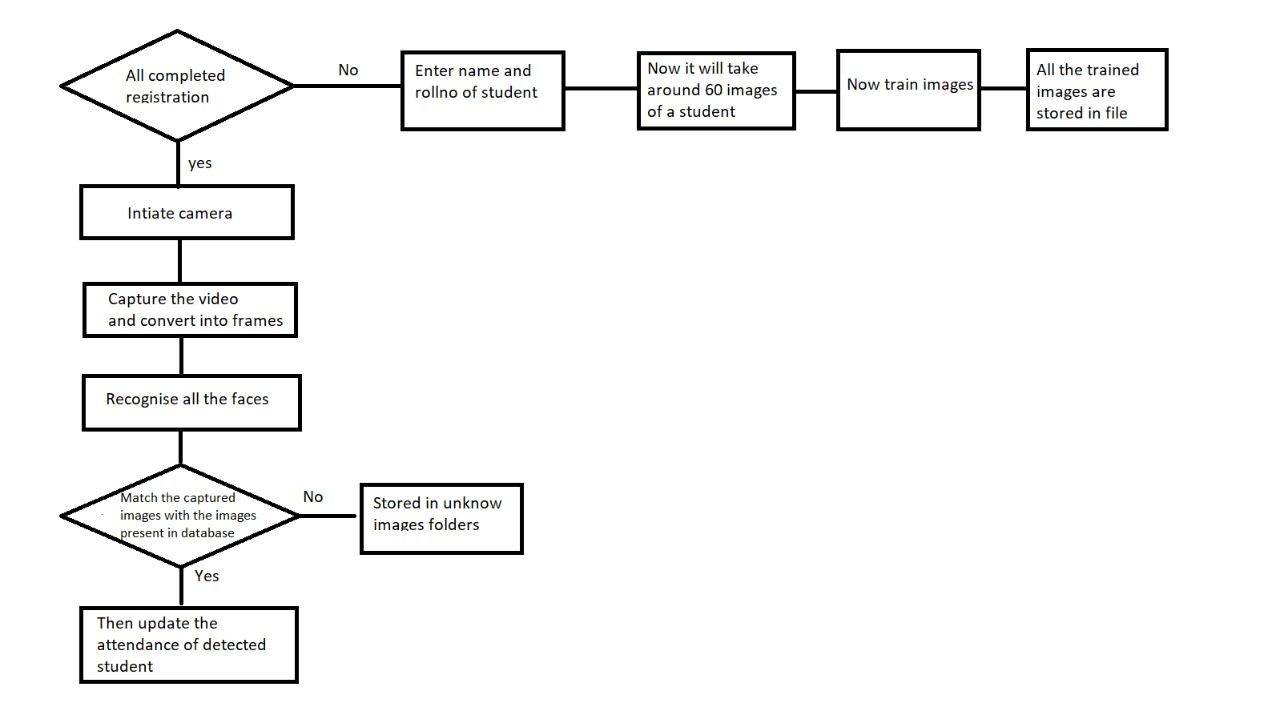 All completed
registration
No
Enter name and
rollno of student
Now it will take
around 60 images
of a student
Now train images
All the trained
images are
stored in file
yes
Intiate camera
Capture the video
and convert into frames
Recognise all the faces
Match the captured
images with the images
present in database
No
Stored in unknow
images folders
Yes
Then update the
attendance of detected
student